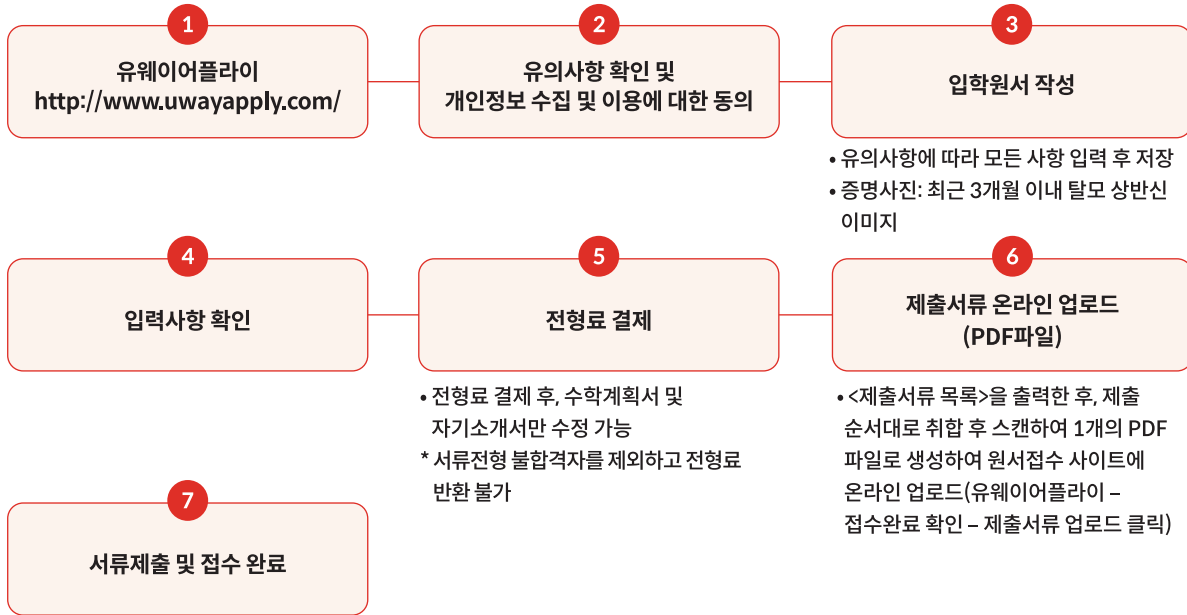 1
유웨이어플라이
http://www.uwayapply.com/
2
유의사항 확인 및
개인정보 수집 및 이용에 대한 동의
3
입학원서 작성
• 유의사항에 따라 모든 사항 입력 후 저장
• 증명사진: 최근 3개월 이내 탈모 상반신
이미지
4
입력사항 확인
5
전형료 결제
• 전형료 결제 후, 수학계획서 및
자기소개서만 수정 가능
* 서류전형 불합격자를 제외하고 전형료
반환 불가
6
제출서류 온라인 업로드
(PDF파일)
• <제출서류 목록>을 출력한 후, 제출
순서대로 취합 후 스캔하여 1개의 PDF
파일로 생성하여 원서접수 사이트에
온라인 업로드(유웨이어플라이 –
접수완료 확인 – 제출서류 업로드 클릭)
7
서류제출 및 접수 완료